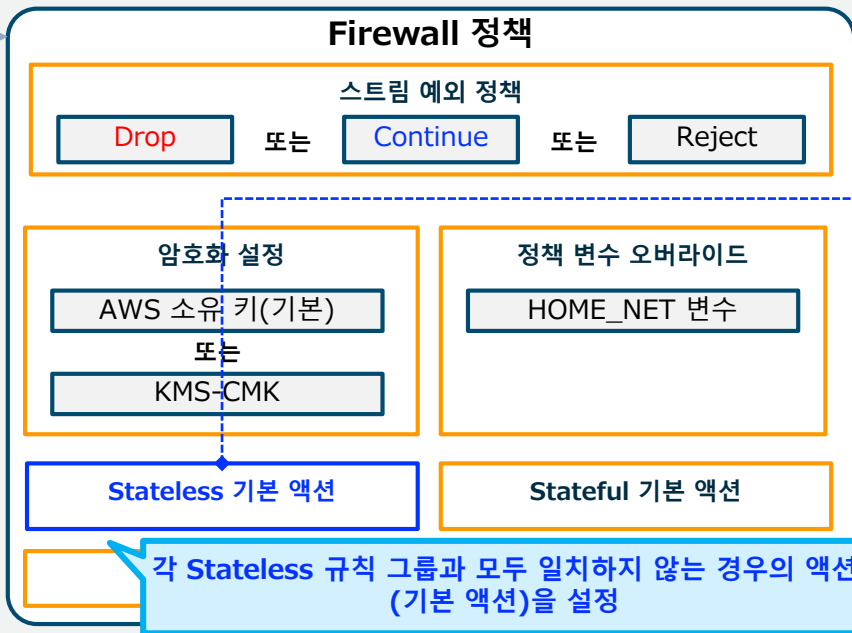 Firewall 정책
스트림 예외 정책
Drop 또는 Continue 또는 Reject
암호화 설정
AWS 소유 키(기본)
또는
KMS-CMK
정책 변수 오버라이드
HOME_NET 변수
Stateless 기본 액션
Stateful 기본 액션
각 Stateless 규칙 그룹과 모두 일치하지 않는 경우의 액션
(기본 액션)을 설정